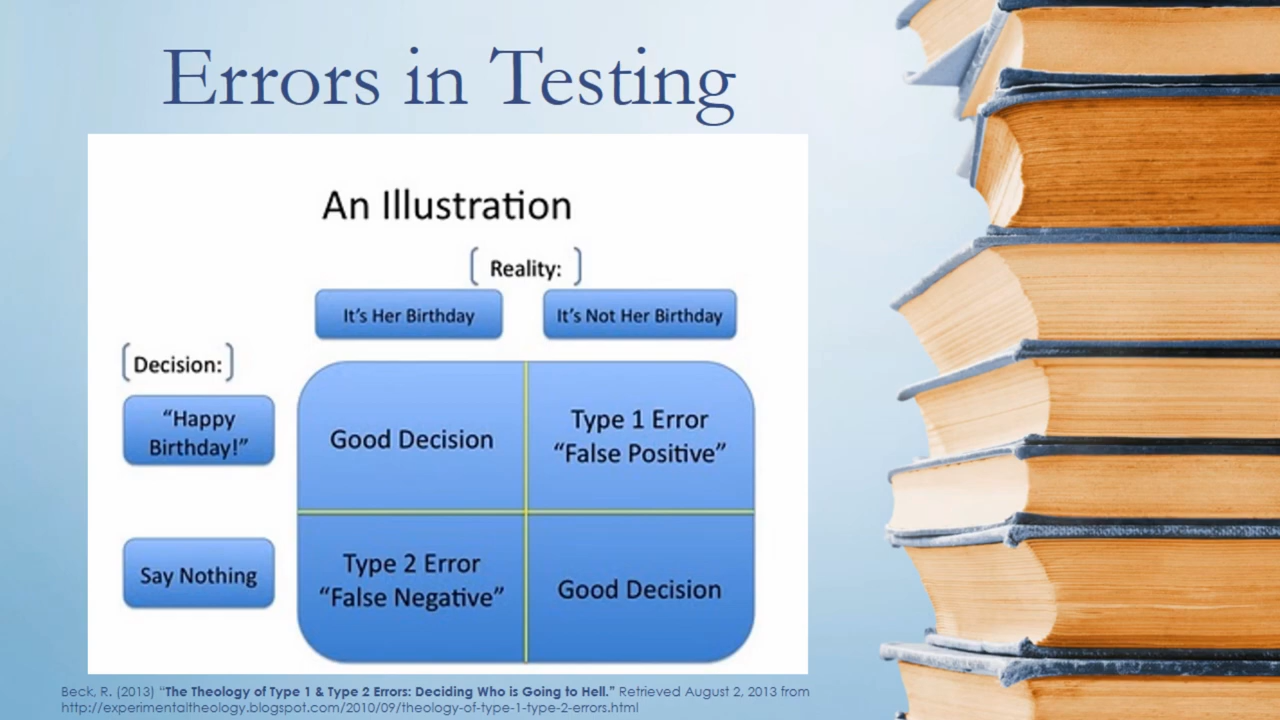 Errors in Testing
An Illustration
Reality:
It's Her Birthday
It's Not Her Birthday
Decision:
"Happy
Birthday!"
Good Decision
Type 1 Error
"False Positive"
Say Nothing
Type 2 Error
"False Negative"
Good Decision
Beck, R. (2013) "The Theology of Type 1 & Type 2 Errors: Deciding Who is Going to Hell." Retrieved August 2, 2013 from
http://experimentaltheology.blogspot.com/2010/09/theology-of-type-1-type-2-errors.html